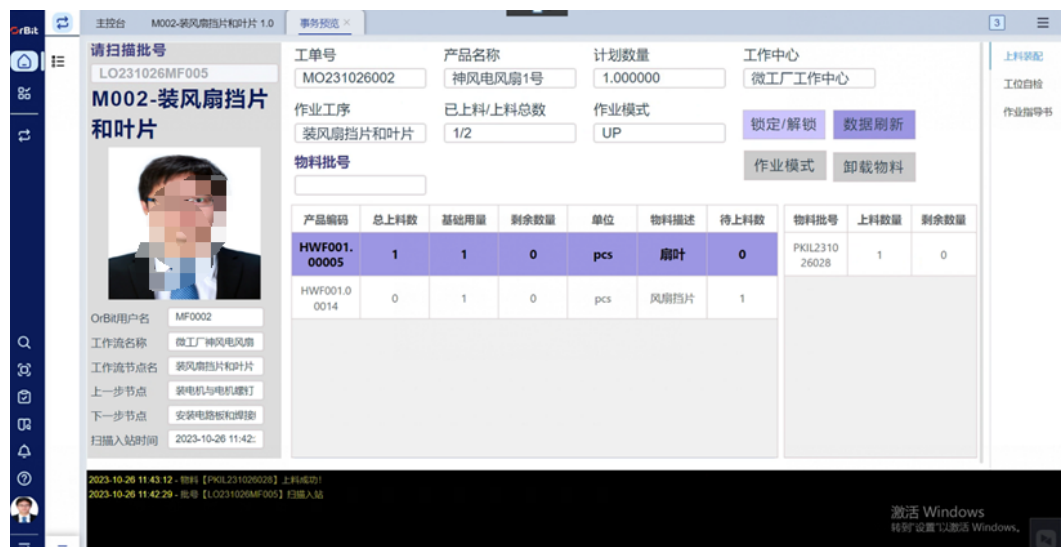 OrBit
主控台 M002-装风扇挡片和叶片 1.0 事务预览 × 3
请扫描批号
LO231026MF005
M002-装风扇挡片
和叶片
工单号 产品名称 计划数量 工作中心
MO231026002 神风电风扇1号 1.000000 微工厂工作中心
作业工序 已上料/上料总数 作业模式
装风扇挡片和叶片 1/2 UP
锁定/解锁 数据刷新
物料批号
作业模式 卸载物料
上料装配
工位自检
作业指导书
产品编码 总上料数 基础用量 剩余数量 单位 物料描述 待上料数
HWF001.
00005 1 1 0 pcs 扇叶 0
HWF001.0
0014 0 1 0 pcs 风扇挡片 1
物料批号 上料数量 剩余数量
PKIL2310
26028 1 0
OrBit用户名 MF0002
工作流名称 微工厂神风电风扇
工作流节点名 装风扇挡片和叶片
上一步节点 装电机与电机螺钉
下一步节点 安装电路板和焊接
扫描入站时间 2023-10-26 11:42:
2023-10-26 11:43:12 - 物料【PKIL231026028】上料成功!
2023-10-26 11:42:29 - 批号【LO231026MF005】扫描入站
激活 Windows
转到"设置"以激活 Windows。